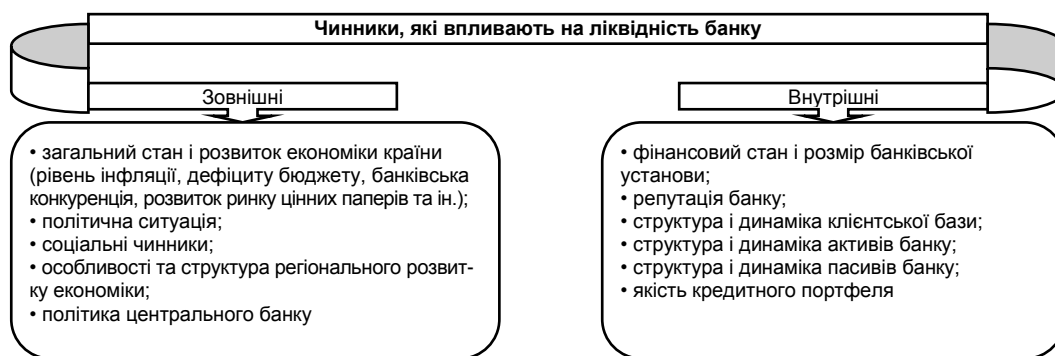 Чинники, які впливають на ліквідність банку
Зовнішні
• загальний стан і розвиток економіки країни
(рівень інфляції, дефіциту бюджету, банківська
конкуренція, розвиток ринку цінних паперів та ін.);
• політична ситуація;
• соціальні чинники;
• особливості та структура регіонального розвит-
ку економіки;
• політика центрального банку
Внутрішні
• фінансовий стан і розмір банківської
установи;
• репутація банку;
• структура і динаміка клієнтської бази;
• структура і динаміка активів банку;
• структура і динаміка пасивів банку;
• якість кредитного портфеля